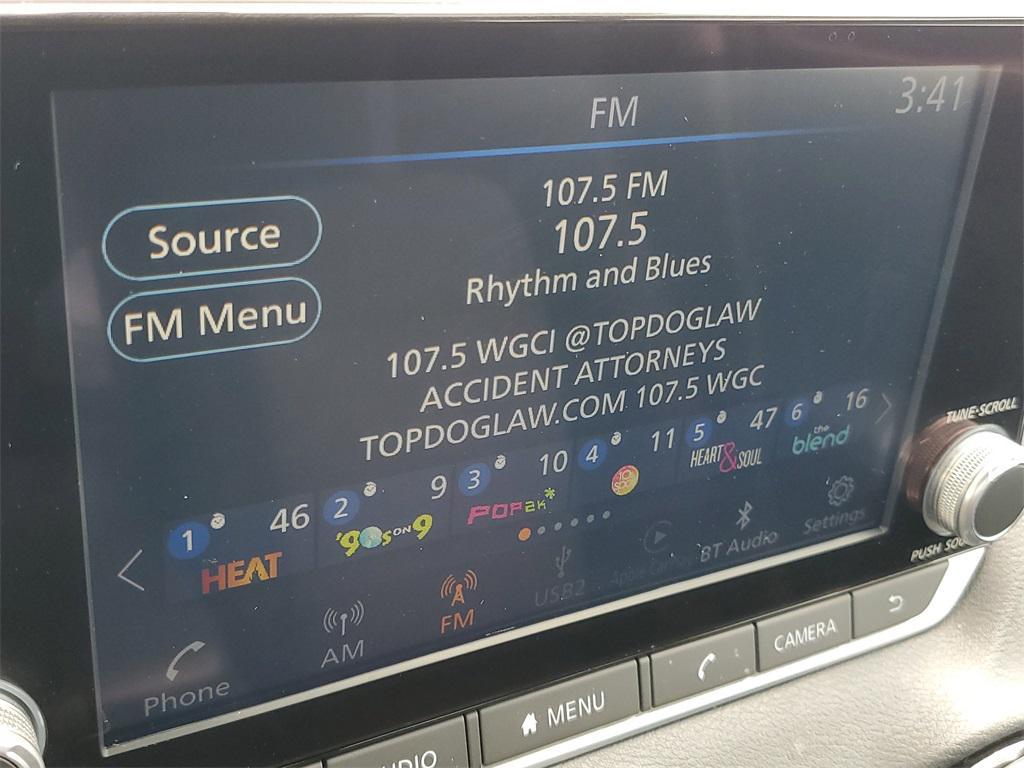 FM
3:41
107.5 FM
107.5
Rhythm and Blues
Source
FM Menu
107.5 WGCI @TOPDOGLAW
ACCIDENT ATTORNEYS
TOPDOGLAW.COM 107.5 WGC
1 46
HEAT
2 9
'90s ON 9
3 10
POP2K*
4 11
5 47
HEART & SOUL
6 16
the blend
Phone
AM
FM
USB2
Apple CarPlay
BT Audio
Settings
TUNE·SCROLL
PUSH SOU
UDIO
MENU
CAMERA